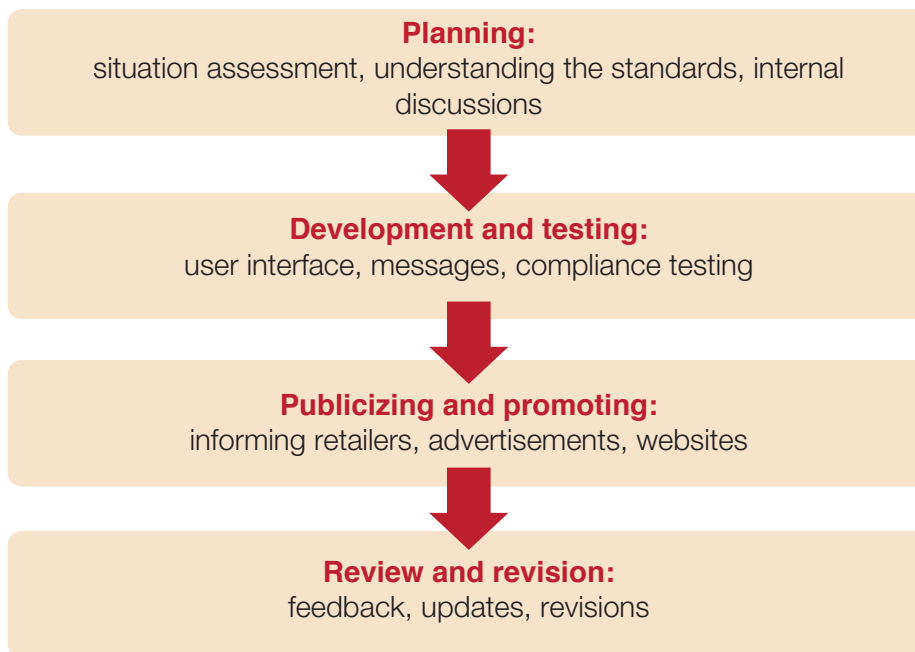 Planning:
situation assessment, understanding the standards, internal
discussions
Development and testing:
user interface, messages, compliance testing
Publicizing and promoting:
informing retailers, advertisements, websites
Review and revision:
feedback, updates, revisions